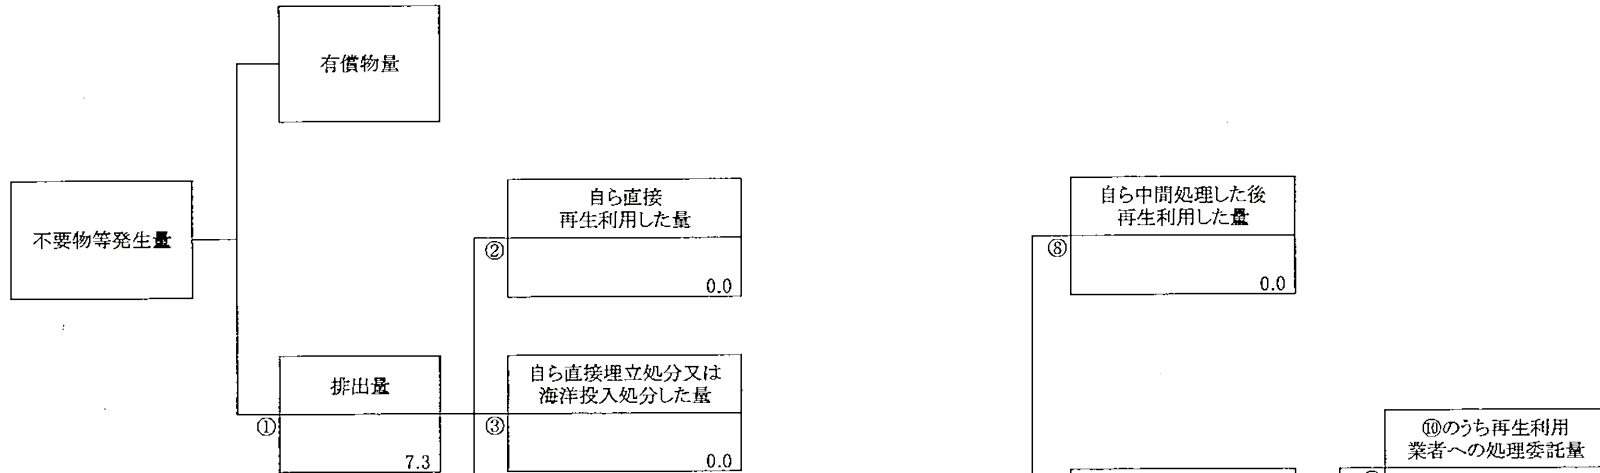 有償物量
不要物等発生量
自ら直接
再生利用した量
②
0.0
自ら中間処理した後
再生利用した量
⑧
0.0
排出量
①
7.3
自ら直接埋立処分又は
海洋投入処分した量
③
0.0
⑩のうち再生利用
業者への処理委託量